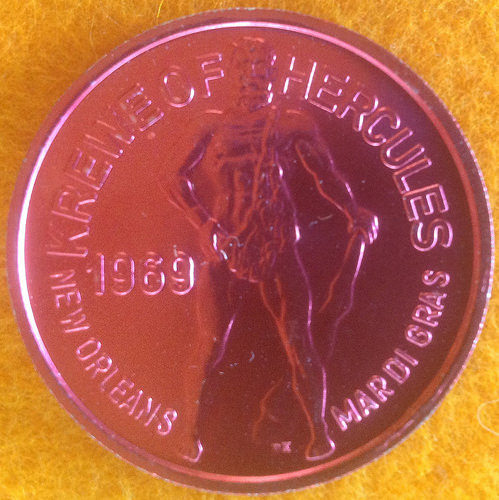 KREWE OF HERCULES
1969
NEW ORLEANS
MARDI GRAS